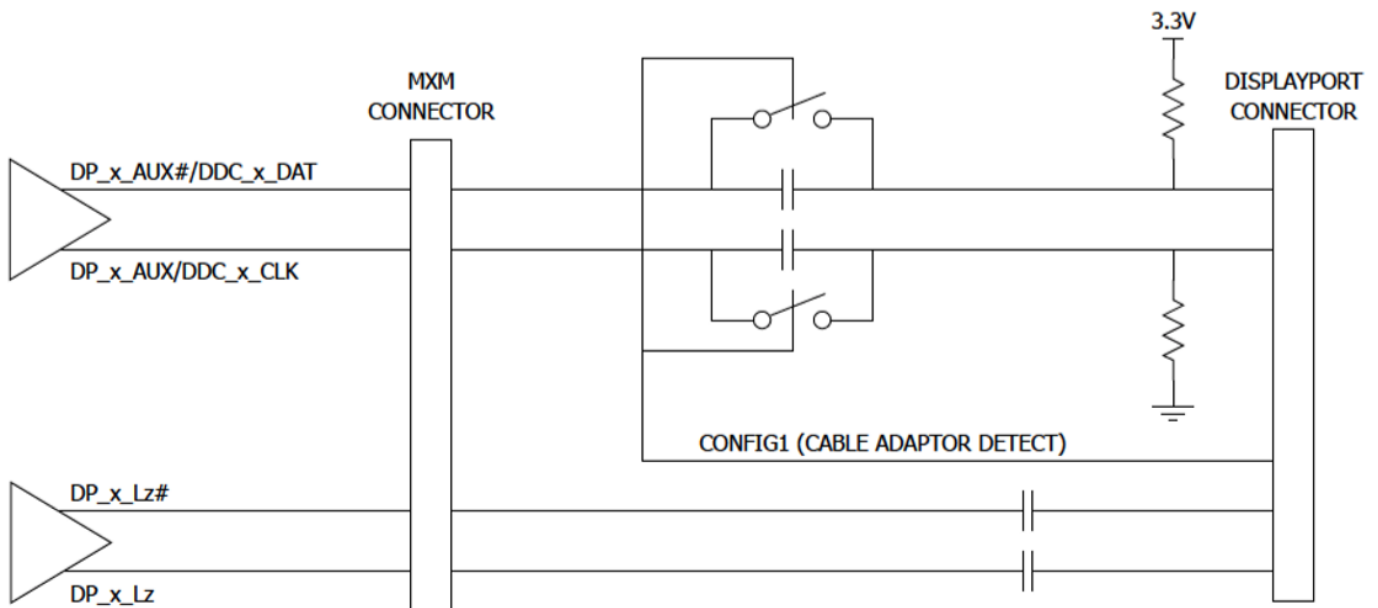 3.3V
MXM
CONNECTOR
DISPLAYPORT
CONNECTOR
DP_x_AUX#/DDC_x_DAT
DP_x_AUX/DDC_x_CLK
CONFIG1 (CABLE ADAPTOR DETECT)
DP_x_Lz#
DP_x_Lz